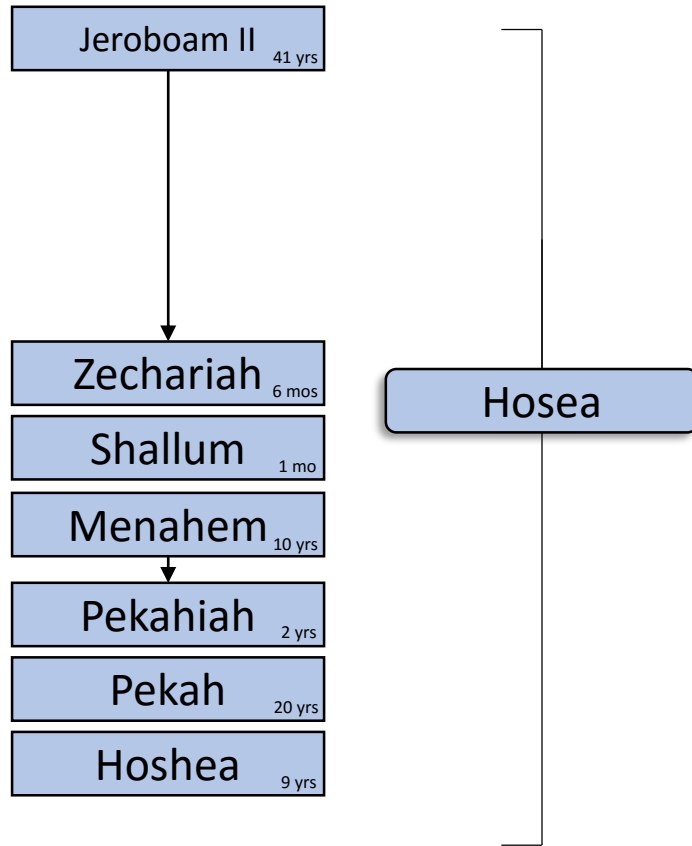 Jeroboam II
41 yrs
Zechariah
6 mos
Shallum
1 mo
Menahem
10 yrs
Pekahiah
2 yrs
Pekah
20 yrs
Hoshea
9 yrs
Hosea